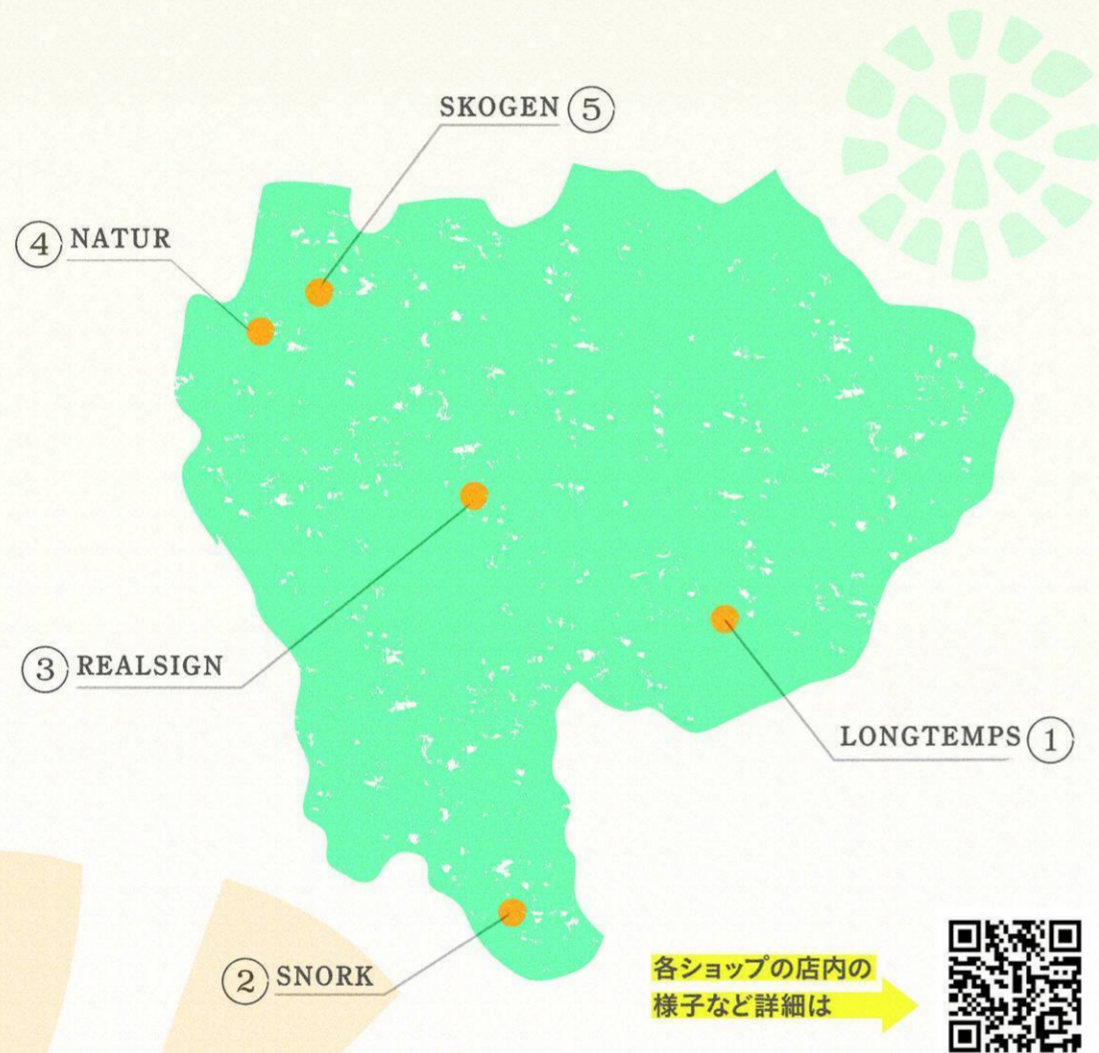 SKOGEN ⑤
④ NATUR
③ REALSIGN
LONGTEMPS ①
② SNORK
各ショップの店内の
様子など詳細は